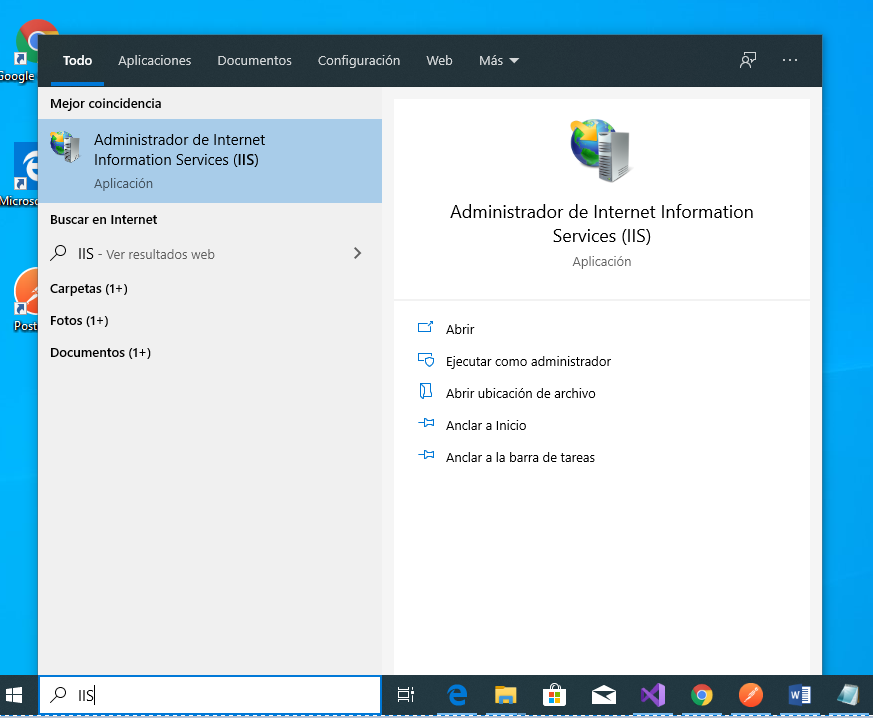 Todo Aplicaciones Documentos Configuración Web Más
Google
Mejor coincidencia
Administrador de Internet
Information Services (IIS)
Aplicación
Buscar en Internet
IIS - Ver resultados web
Carpetas (1+)
Fotos (1+)
Documentos (1+)
Microso
Post
Administrador de Internet Information
Services (IIS)
Aplicación
Abrir
Ejecutar como administrador
Abrir ubicación de archivo
Anclar a Inicio
Anclar a la barra de tareas
IIS